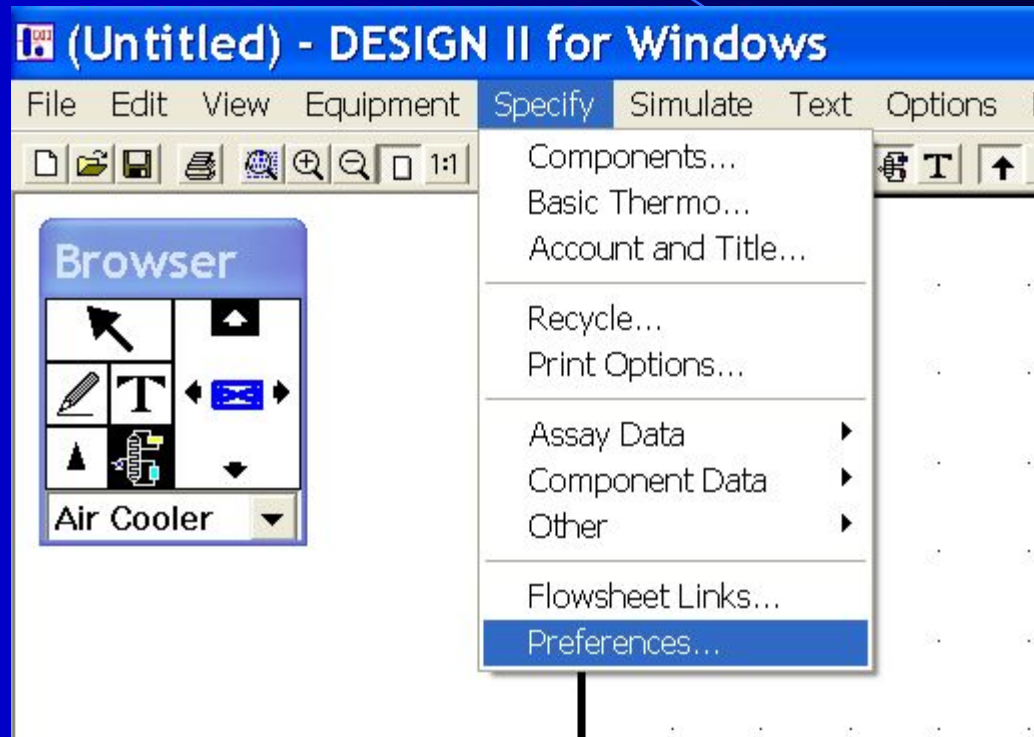 (Untitled) - DESIGN II for Windows
File Edit View Equipment Specify Simulate Text Options
1:1 T
Components...
Basic Thermo...
Account and Title...
Browser
Recycle...
Print Options...
T
Assay Data
Component Data
Air Cooler
Other
Flowsheet Links...
Preferences...